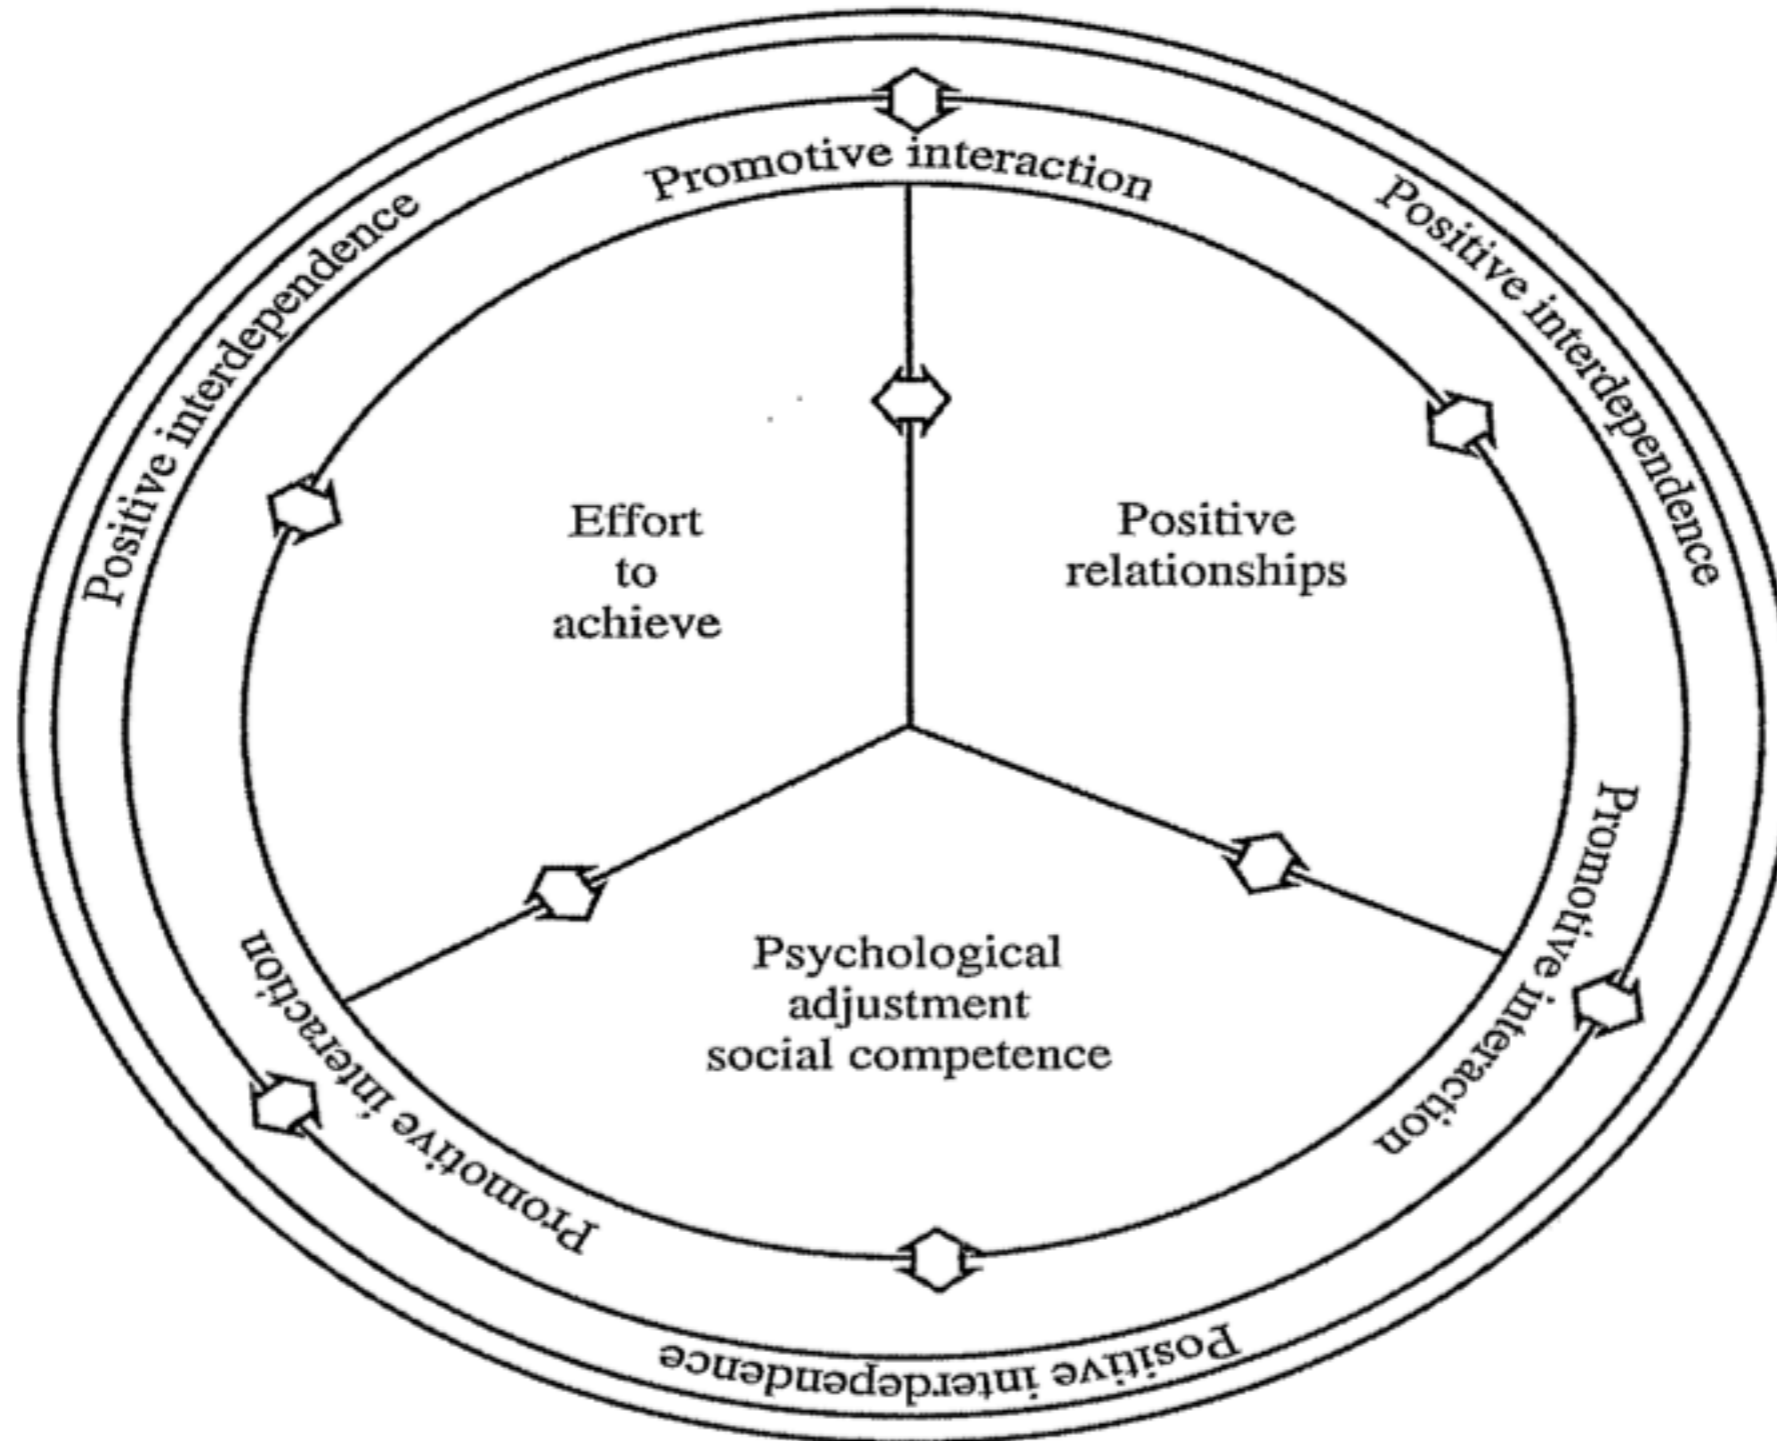 Promotive interaction
Positive interdependence
Positive interdependence
Effort
to
achieve
Positive
relationships
Psychological
adjustment
social competence
Promotive interaction
Promotive interaction
Positive interdependence